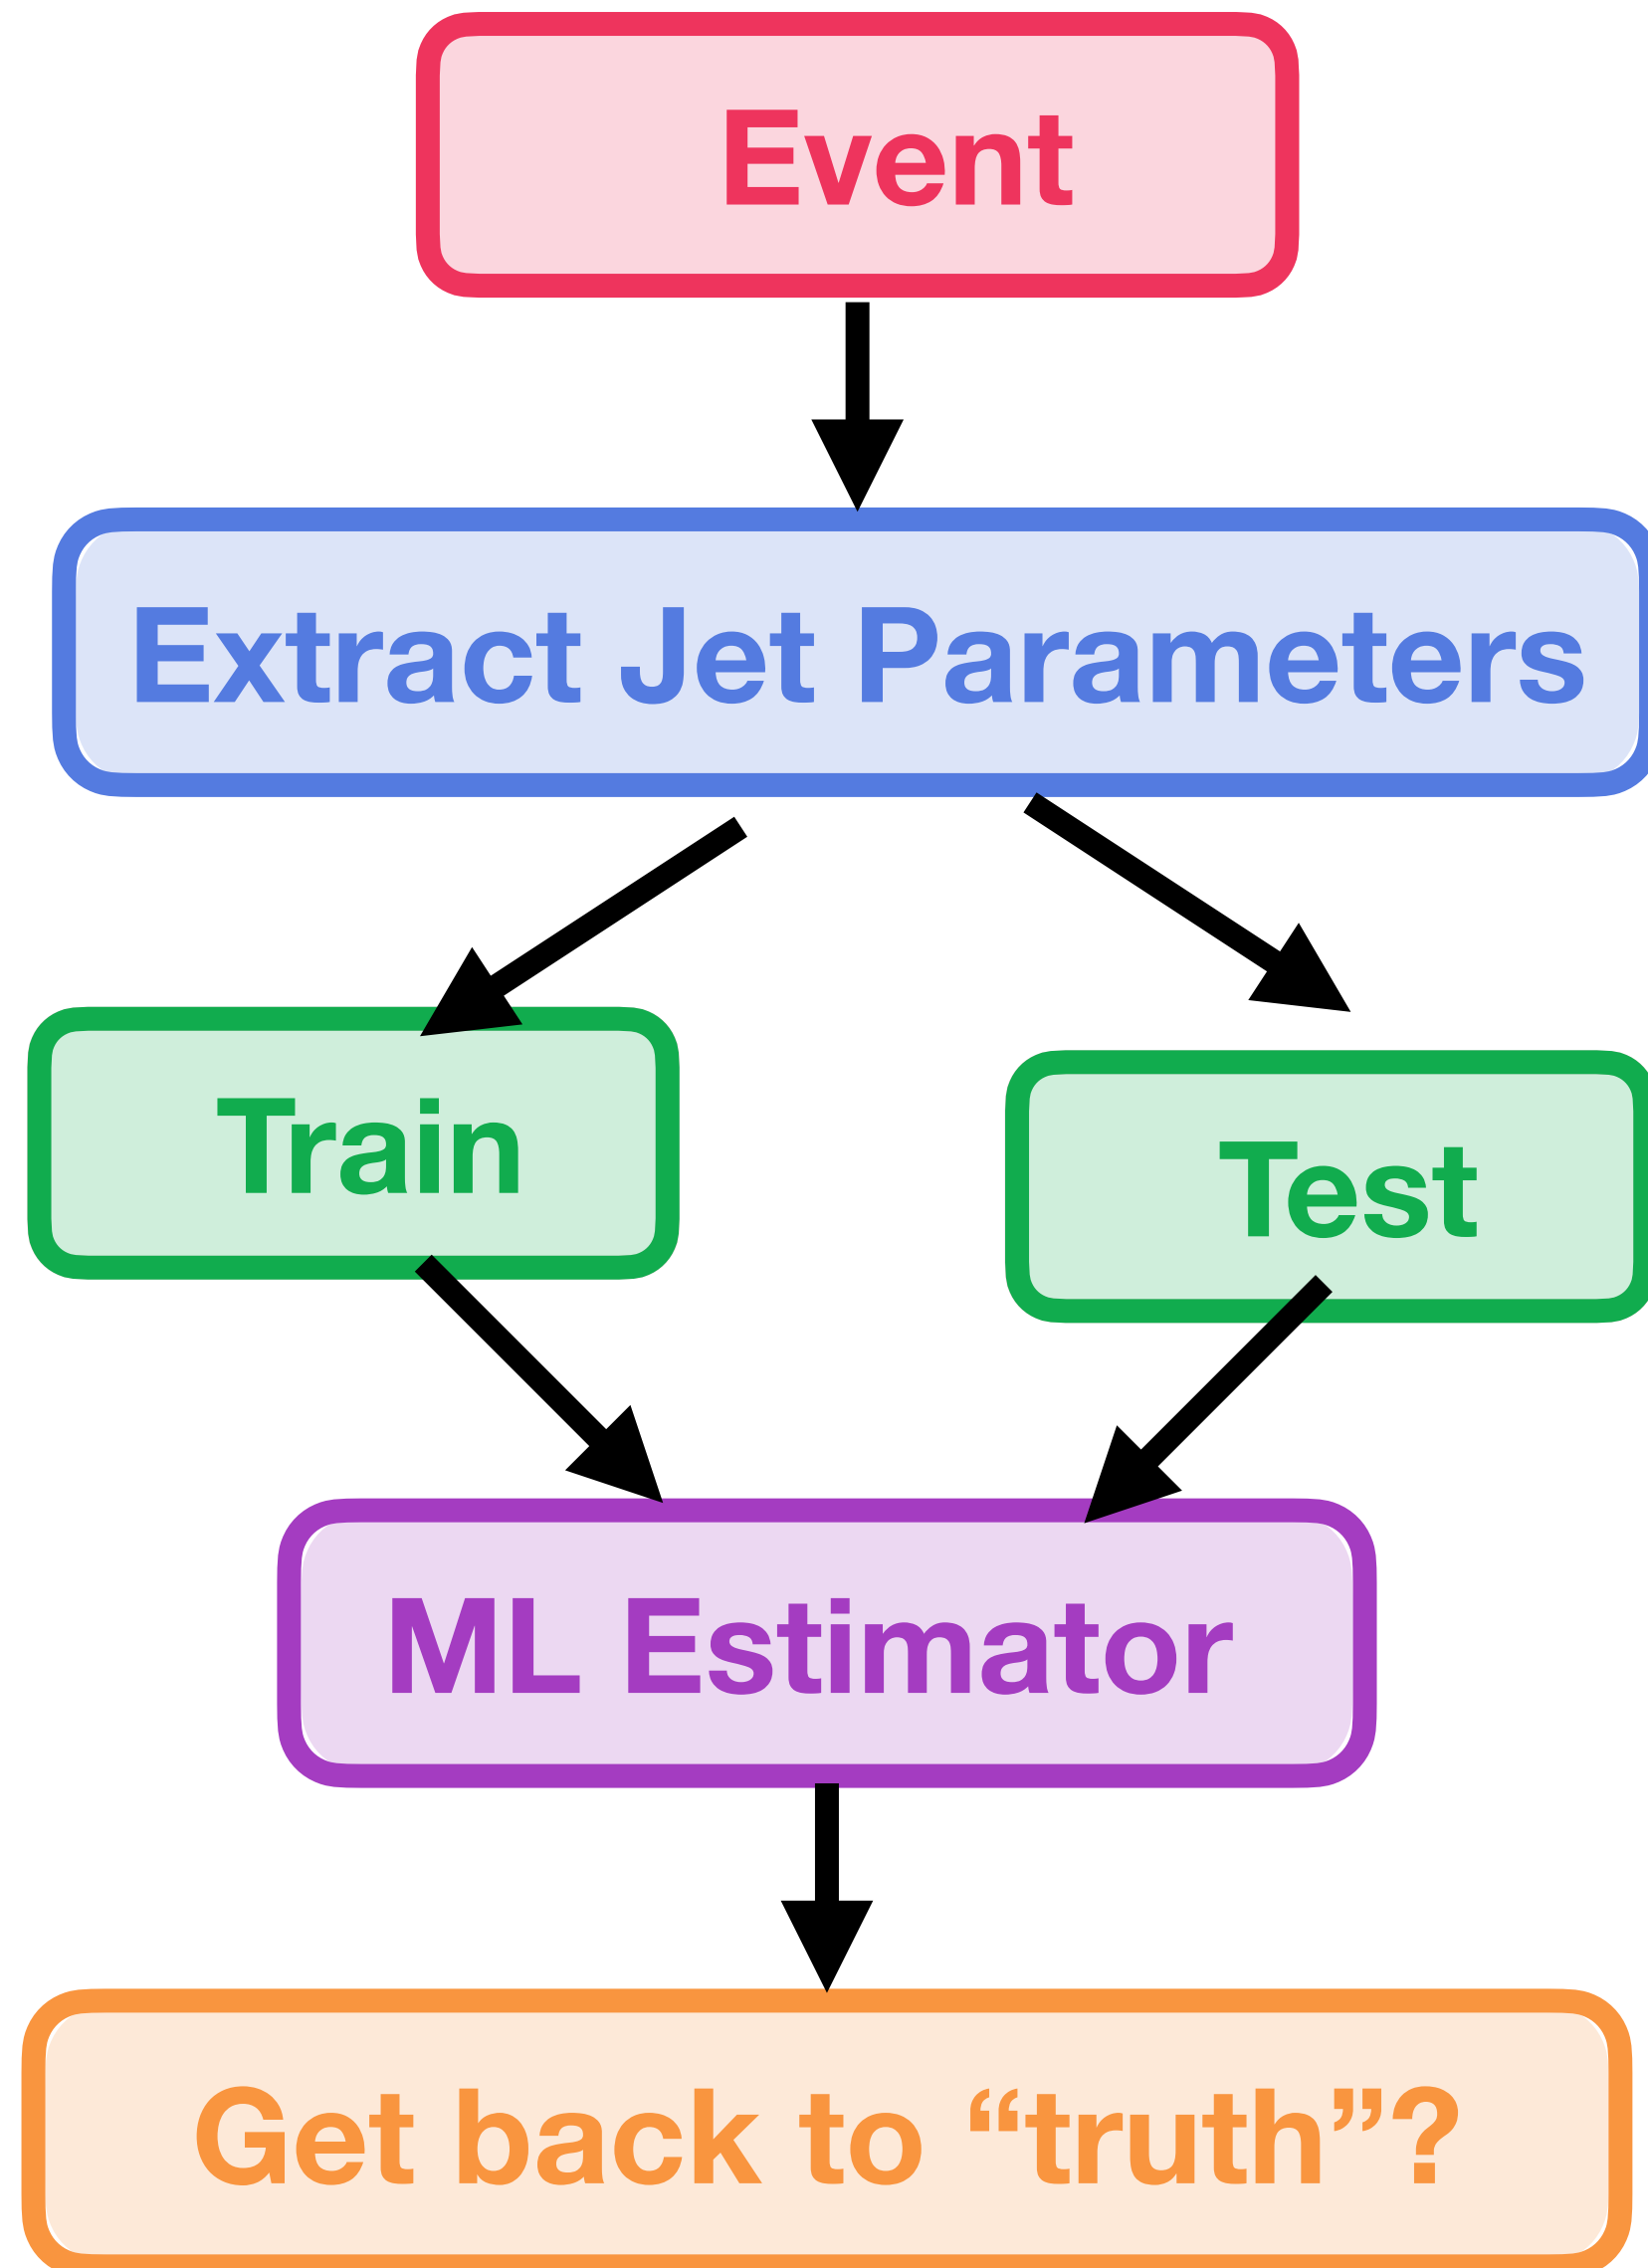 Event
Extract Jet Parameters
Train
Test
ML Estimator
Get back to “truth”?